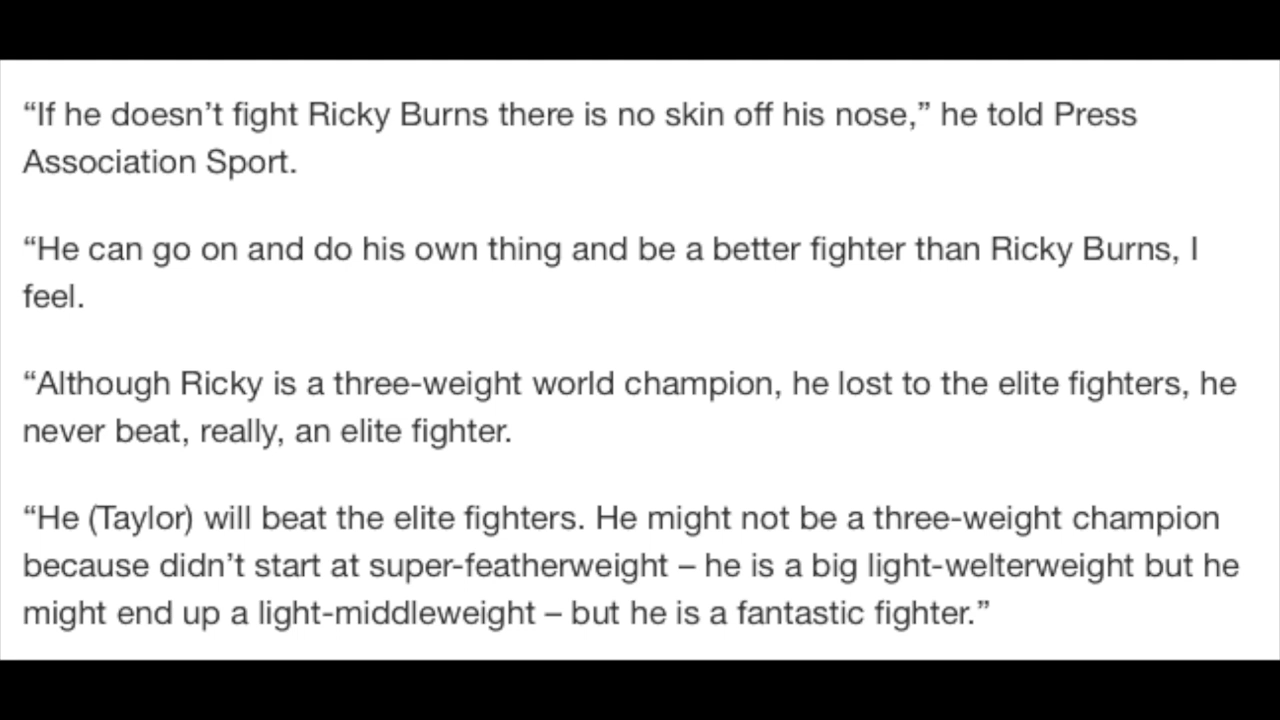 “If he doesn’t fight Ricky Burns there is no skin off his nose,” he told Press
Association Sport.
“He can go on and do his own thing and be a better fighter than Ricky Burns, I
feel.
“Although Ricky is a three-weight world champion, he lost to the elite fighters, he
never beat, really, an elite fighter.
“He (Taylor) will beat the elite fighters. He might not be a three-weight champion
because didn’t start at super-featherweight – he is a big light-welterweight but he
might end up a light-middleweight – but he is a fantastic fighter.”